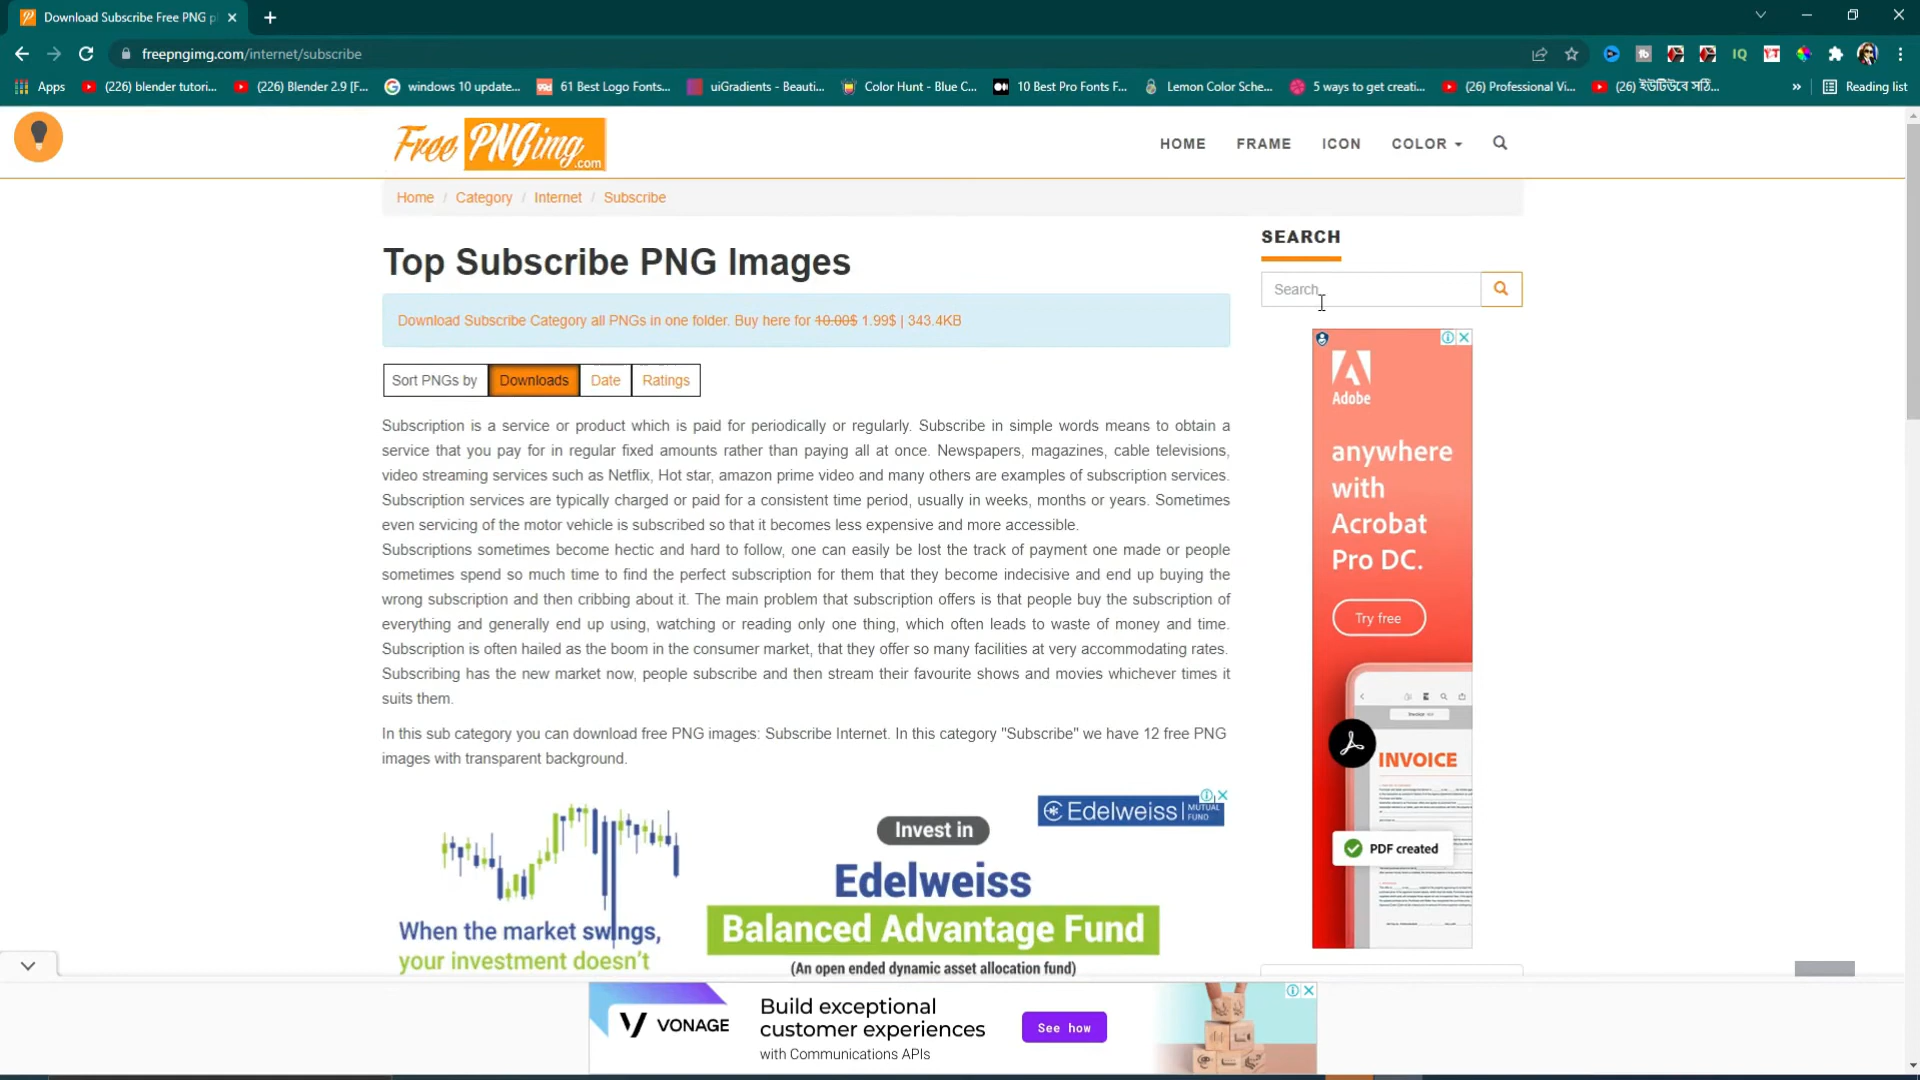 Download Subscribe Free PNG p
freepngimg.com/internet/subscribe
Apps
(226) blender tutori...
(226) Blender 2.9 [F...
windows 10 update...
61 Best Logo Fonts...
uiGradients - Beauti...
Color Hunt - Blue C...
10 Best Pro Fonts F...
Lemon Color Sche...
5 ways to get creati...
(26) Professional Vi...
(26) ইউটিউবে সঠি...
Reading list
Free PNGimg.com
HOME
FRAME
ICON
COLOR
Home / Category / Internet / Subscribe
Top Subscribe PNG Images
Download Subscribe Category all PNGs in one folder. Buy here for 10.00$ 1.99$ | 343.4KB
Sort PNGs by Downloads Date Ratings
Subscription is a service or product which is paid for periodically or regularly. Subscribe in simple words means to obtain a
service that you pay for in regular fixed amounts rather than paying all at once. Newspapers, magazines, cable televisions,
video streaming services such as Netflix, Hot star, amazon prime video and many others are examples of subscription services.
Subscription services are typically charged or paid for a consistent time period, usually in weeks, months or years. Sometimes
even servicing of the motor vehicle is subscribed so that it becomes less expensive and more accessible.
Subscriptions sometimes become hectic and hard to follow, one can easily be lost the track of payment one made or people
sometimes spend so much time to find the perfect subscription for them that they become indecisive and end up buying the
wrong subscription and then cribbing about it. The main problem that subscription offers is that people buy the subscription of
everything and generally end up using, watching or reading only one thing, which often leads to waste of money and time.
Subscription is often hailed as the boom in the consumer market, that they offer so many facilities at very accommodating rates.
Subscribing has the new market now, people subscribe and then stream their favourite shows and movies whichever times it
suits them.
In this sub category you can download free PNG images: Subscribe Internet. In this category "Subscribe" we have 12 free PNG
images with transparent background.
When the market swings,
your investment doesn't
Invest in
Edelweiss
Balanced Advantage Fund
(An open ended dynamic asset allocation fund)
Edelweiss MUTUAL FUND
SEARCH
Search
Adobe
anywhere
with
Acrobat
Pro DC.
Try free
INVOICE
PDF created
VONAGE
Build exceptional
customer experiences
with Communications APIs
See how